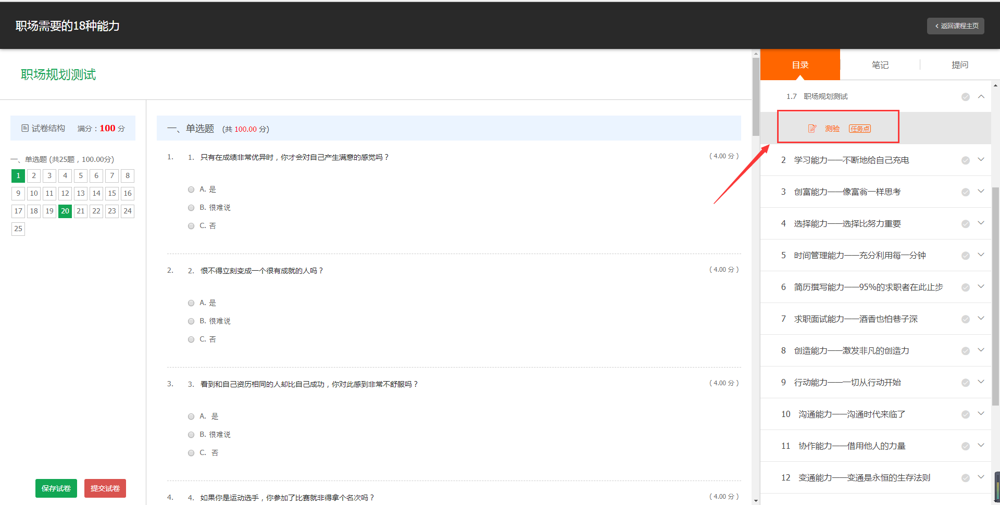 职场需要的18种能力
返回课程主页
职场规划测试
试卷结构 满分：100 分
一、单选题 (共25题，100.00分)
1 2 3 4 5 6 7 8
9 10 11 12 13 14 15 16
17 18 19 20 21 22 23 24
25
保存试卷 提交试卷
一、单选题 (共 100.00 分)
1. 1. 只有在成绩非常优异时，你才会对自己产生满意的感觉吗？ ( 4.00 分 )
A. 是
B. 很难说
C. 否
2. 2. 恨不得立刻变成一个很有成就的人吗？ ( 4.00 分 )
A. 是
B. 很难说
C. 否
3. 3. 看到和自己资历相同的人却比自己成功，你对此感到非常不舒服吗？ ( 4.00 分 )
A. 是
B. 很难说
C. 否
4. 4. 如果你是运动选手，你参加了比赛就非得拿个名次吗？ ( 4.00 分 )
目录 笔记 提问
1.7 职场规划测试
测验 任务点
2 学习能力——不断地给自己充电
3 创富能力——像富翁一样思考
4 选择能力——选择比努力重要
5 时间管理能力——充分利用每一分钟
6 简历撰写能力——95%的求职者在此止步
7 求职面试能力——酒香也怕巷子深
8 创造能力——激发非凡的创造力
9 行动能力——一切从行动开始
10 沟通能力——沟通时代来临了
11 协作能力——借用他人的力量
12 变通能力——变通是永恒的生存法则